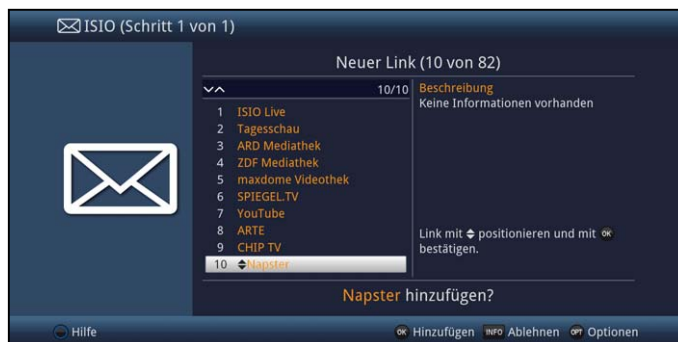 ISIO (Schritt 1 von 1)
Neuer Link (10 von 82)
10/10
1 ISIO Live
2 Tagesschau
3 ARD Mediathek
4 ZDF Mediathek
5 maxdome Videothek
6 SPIEGEL.TV
7 YouTube
8 ARTE
9 CHIP TV
10 Napster
Beschreibung
Keine Informationen vorhanden
Link mit positionieren und mit OK
bestätigen.
Napster hinzufügen?
Hilfe
OK Hinzufügen INFO Ablehnen OPT Optionen